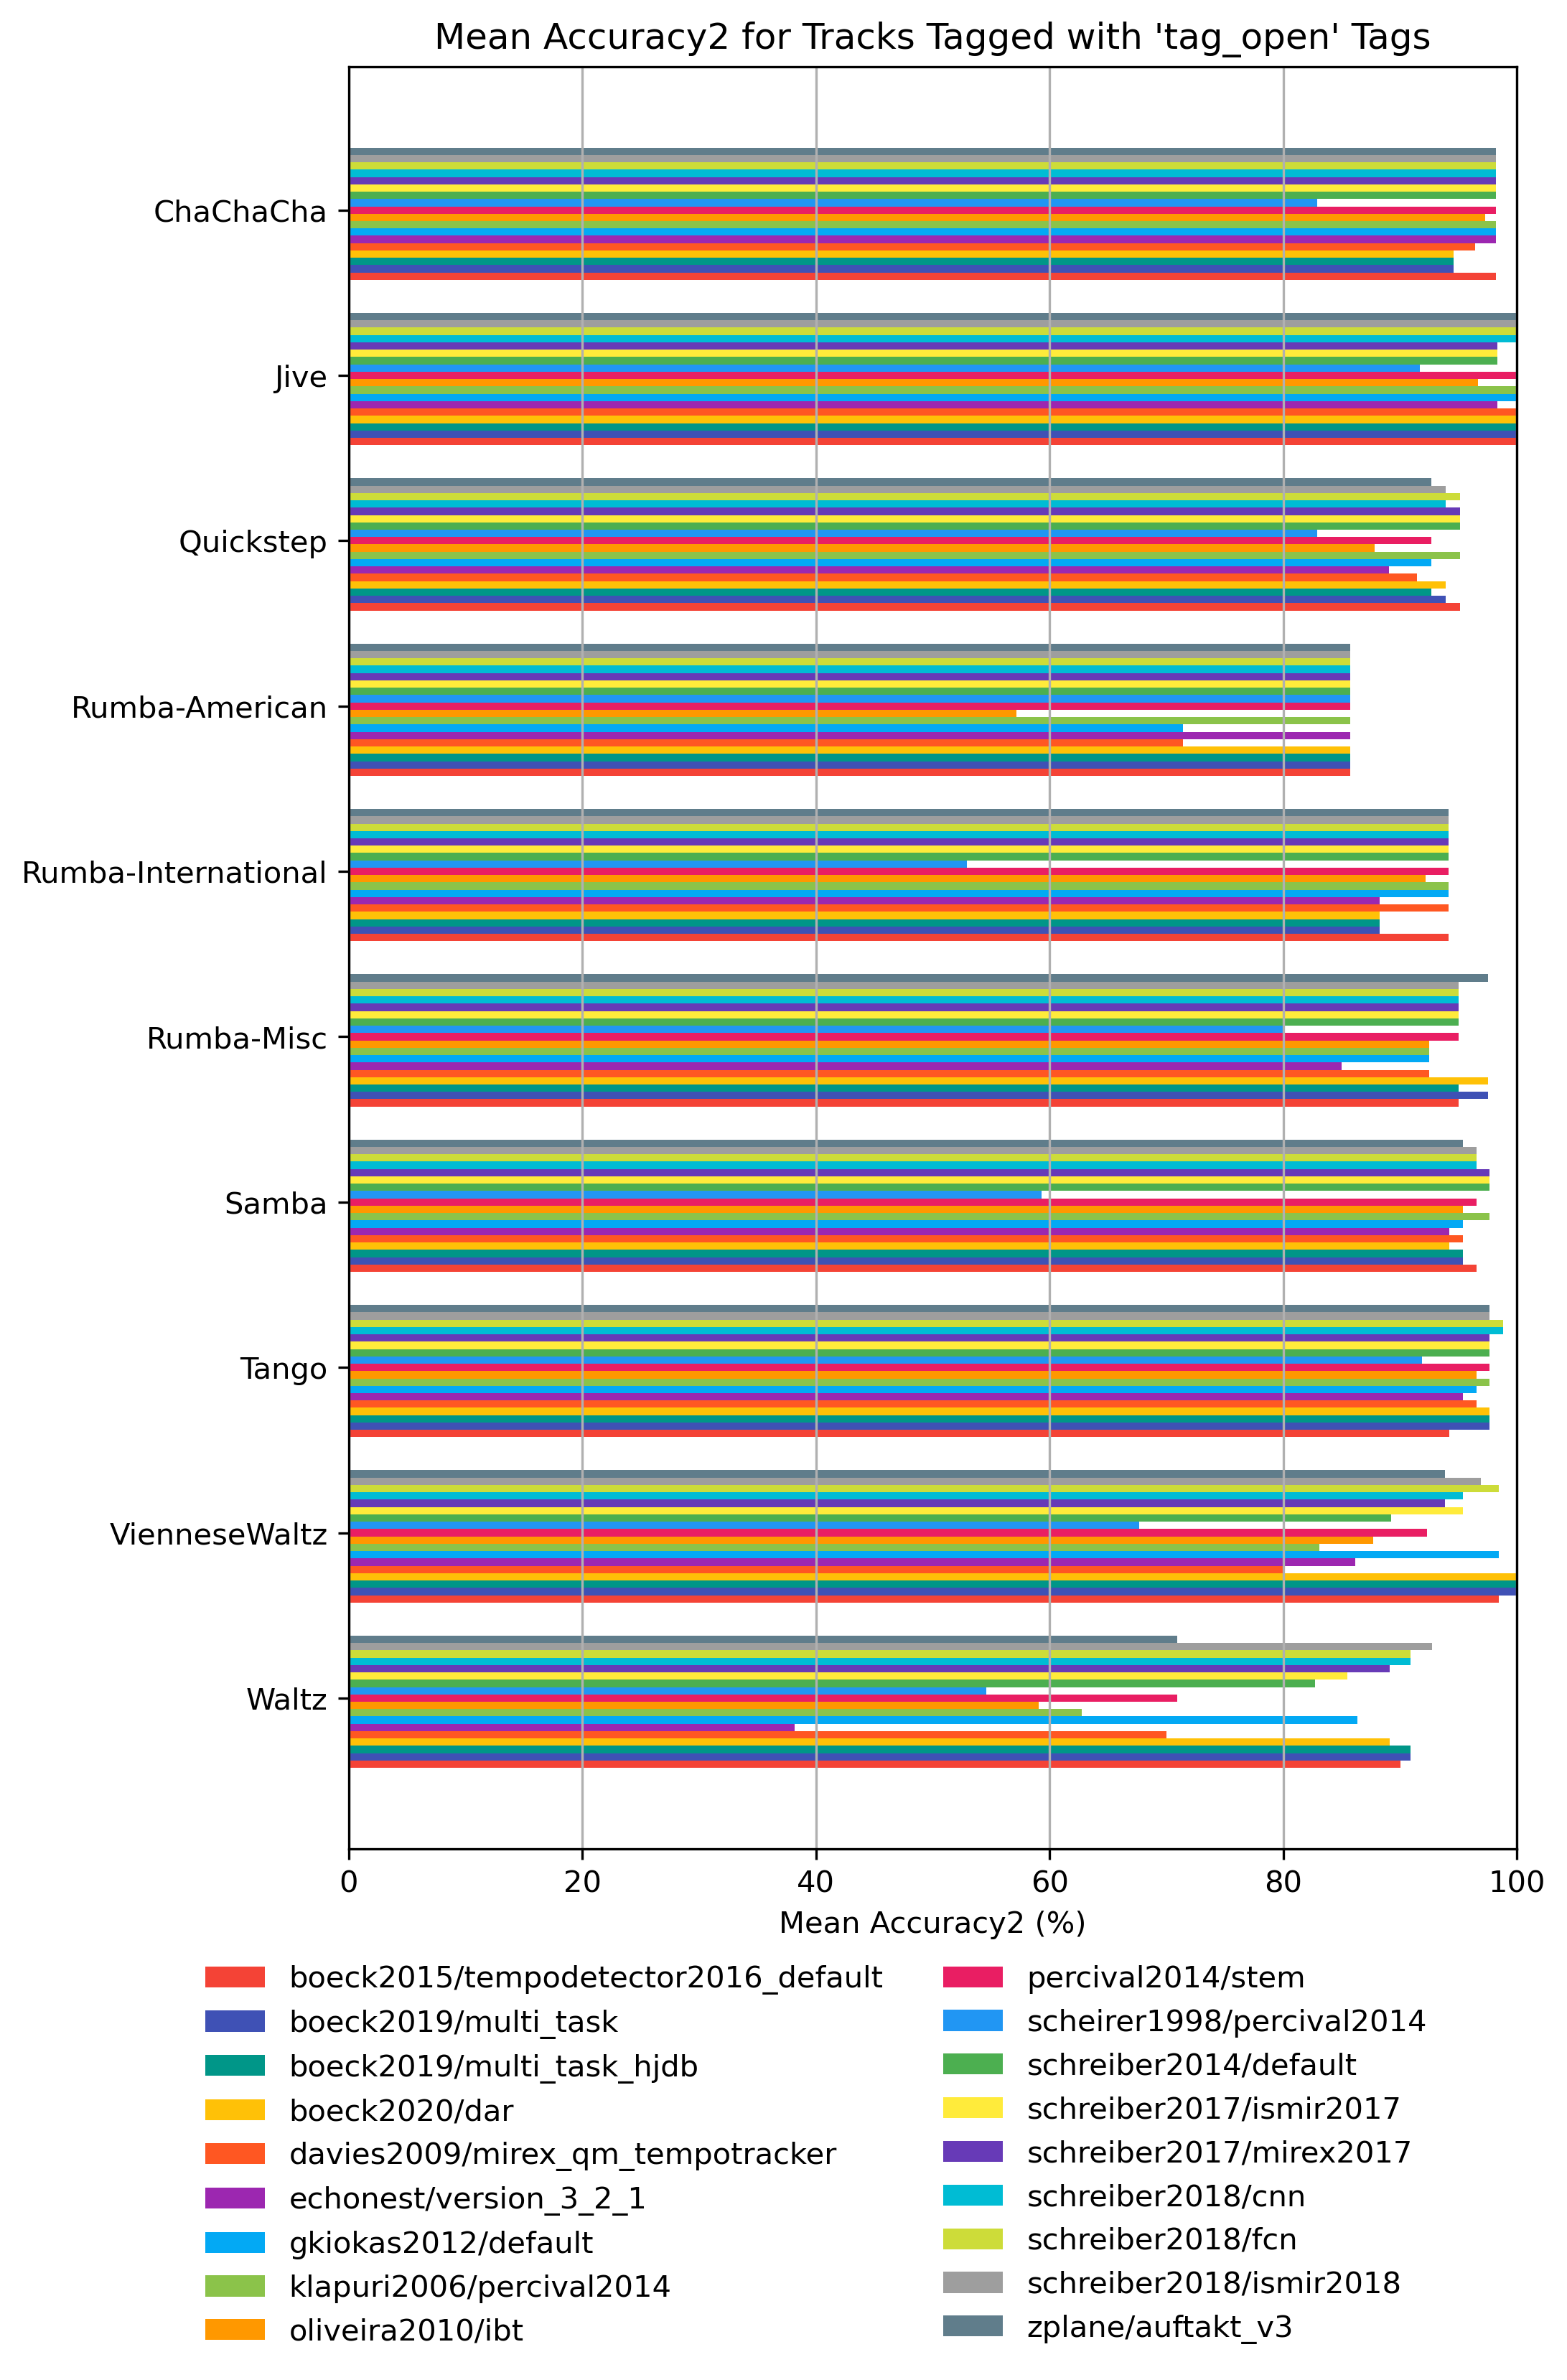 Mean Accuracy2 for Tracks Tagged with 'tag_open' Tags
ChaChaCha
Jive
Quickstep
Rumba-American
Rumba-International
Rumba-Misc
Samba
Tango
VienneseWaltz
Waltz
0 20 40 60 80 100
Mean Accuracy2 (%)
boeck2015/tempodetector2016_default
boeck2019/multi_task
boeck2019/multi_task_hjdb
boeck2020/dar
davies2009/mirex_qm_tempotracker
echonest/version_3_2_1
gkiokas2012/default
klapuri2006/percival2014
oliveira2010/ibt
percival2014/stem
scheirer1998/percival2014
schreiber2014/default
schreiber2017/ismir2017
schreiber2017/mirex2017
schreiber2018/cnn
schreiber2018/fcn
schreiber2018/ismir2018
zplane/auftakt_v3